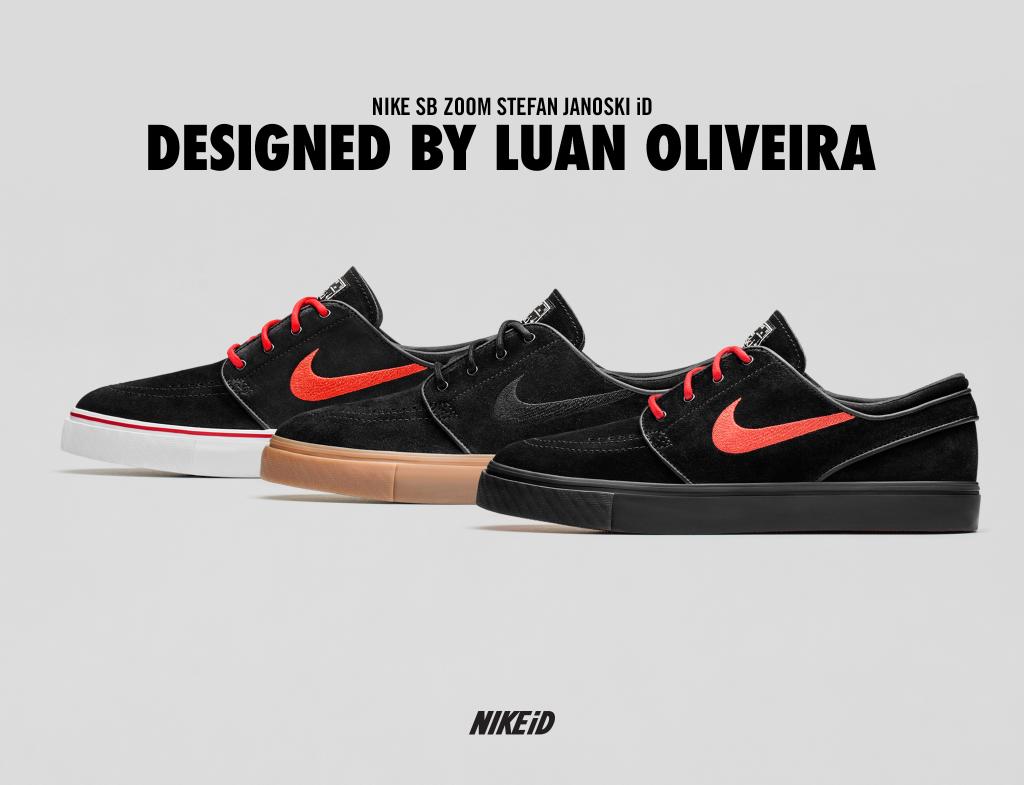 NIKE SB ZOOM STEFAN JANOSKI iD
DESIGNED BY LUAN OLIVEIRA
NIKEiD